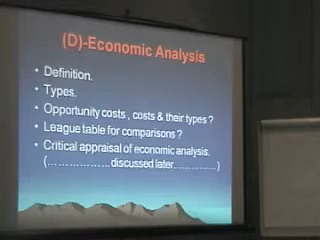 (D)-Economic Analysis
• Definition.
• Types.
• Opportunity costs , costs & their types ?
• League table for comparisons ?
• Critical appraisal of economic analysis.
(………………discussed later……………)